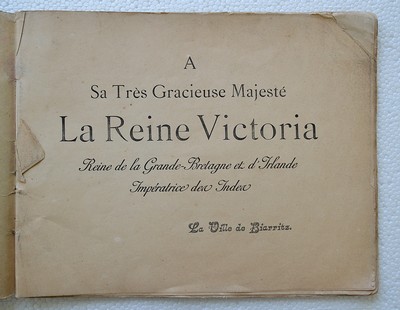 A
Sa Très Gracieuse Majesté
La Reine Victoria
Reine de la Grande-Bretagne et d'Irlande
Impératrice des Indes
La Ville de Biarritz.